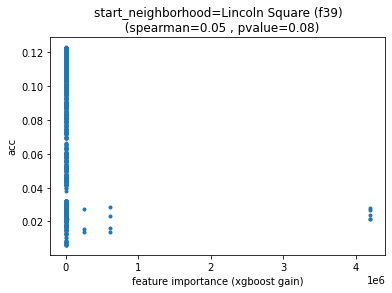 start_neighborhood=Lincoln Square (f39)
(spearman=0.05 , pvalue=0.08)
0.12
0.10
0.08
0.06
0.04
0.02
acc
0
1
2
3
4
1e6
feature importance (xgboost gain)